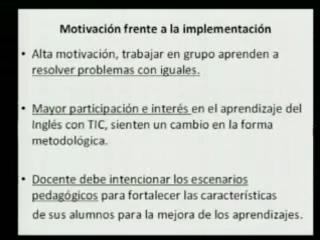 Motivación frente a la implementación
• Alta motivación, trabajar en grupo aprenden a
resolver problemas con iguales.
• Mayor participación e interés en el aprendizaje del
Inglés con TIC, sienten un cambio en la forma
metodológica.
• Docente debe intencionar los escenarios
pedagógicos para fortalecer las características
de sus alumnos para la mejora de los aprendizajes.